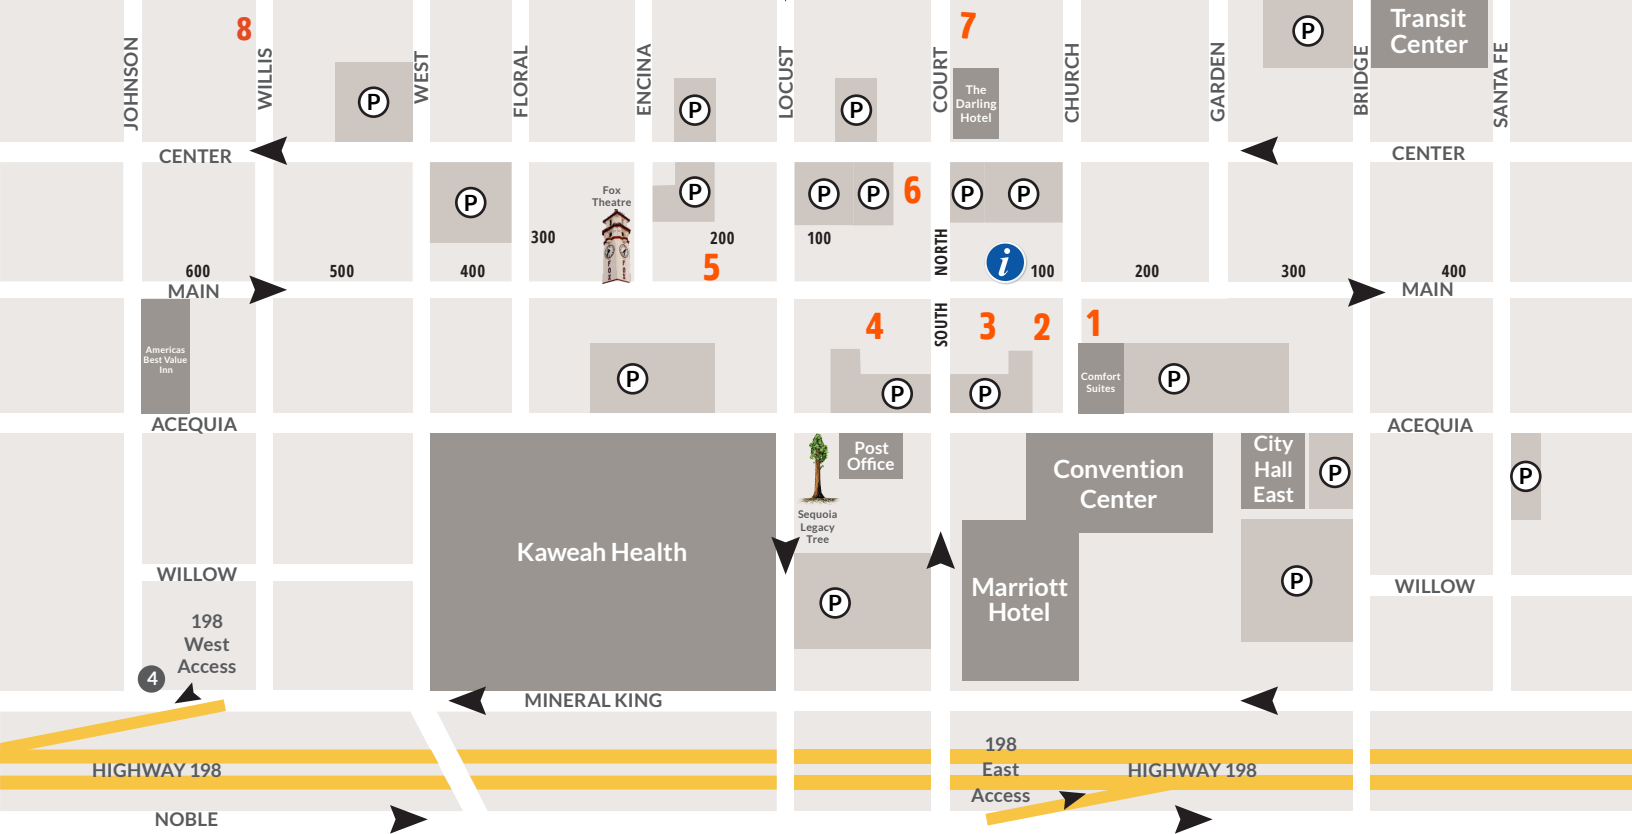 8
7
P
Transit
Center
JOHNSON
WILLIS
WEST
FLORAL
ENCINA
LOCUST
COURT
CHURCH
GARDEN
BRIDGE
SANTA FE
P
P
P
The
Darling
Hotel
CENTER
CENTER
P
Fox
Theatre
P
P
P
6
P
P
300
200
100
NORTH
FOX
FOX
i
5
600
500
400
100
200
300
400
MAIN
MAIN
4
SOUTH
3
2
1
Americas
Best Value
Inn
P
P
P
Comfort
Suites
P
ACEQUIA
ACEQUIA
Post
Office
Convention
Center
City
Hall
East
P
P
Sequoia
Legacy
Tree
Kaweah Health
WILLOW
P
Marriott
Hotel
P
WILLOW
198
West
Access
4
MINERAL KING
198
East
Access
HIGHWAY 198
HIGHWAY 198
NOBLE